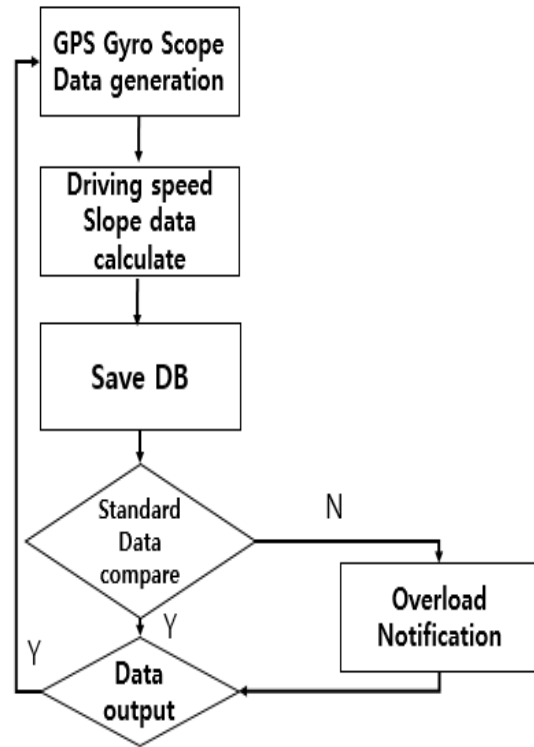 GPS Gyro Scope
Data generation
Driving speed
Slope data
calculate
Save DB
Standard
Data
compare
N
Overload
Notification
Y
Y
Data
output